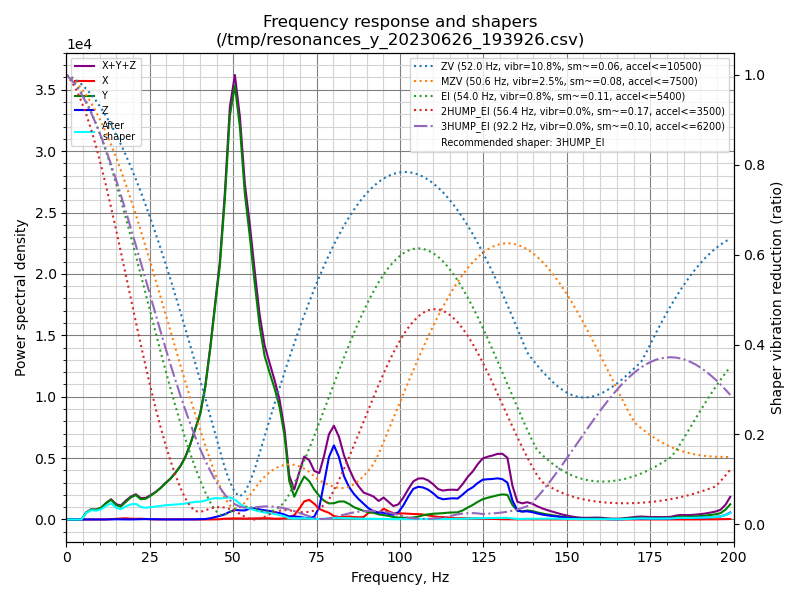 Frequency response and shapers
(/tmp/resonances_y_20230626_193926.csv)
1e4
X+Y+Z
X
Y
Z
After
shaper
ZV (52.0 Hz, vibr=10.8%, sm~=0.06, accel<=10500)
MZV (50.6 Hz, vibr=2.5%, sm~=0.08, accel<=7500)
EI (54.0 Hz, vibr=0.8%, sm~=0.11, accel<=5400)
2HUMP_EI (56.4 Hz, vibr=0.0%, sm~=0.17, accel<=3500)
3HUMP_EI (92.2 Hz, vibr=0.0%, sm~=0.10, accel<=6200)
Recommended shaper: 3HUMP_EI
Power spectral density
3.5
3.0
2.5
2.0
1.5
1.0
0.5
0.0
1.0
0.8
0.6
0.4
0.2
0.0
Shaper vibration reduction (ratio)
0 25 50 75 100 125 150 175 200
Frequency, Hz